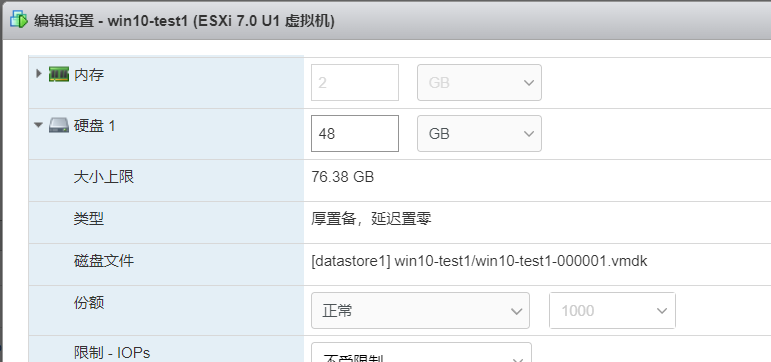 编辑设置 - win10-test1 (ESXi 7.0 U1 虚拟机)
内存 2 GB
硬盘 1 48 GB
大小上限 76.38 GB
类型 厚置备，延迟置零
磁盘文件 [datastore1] win10-test1/win10-test1-000001.vmdk
份额 正常 1000
限制 - IOPs 不受限制